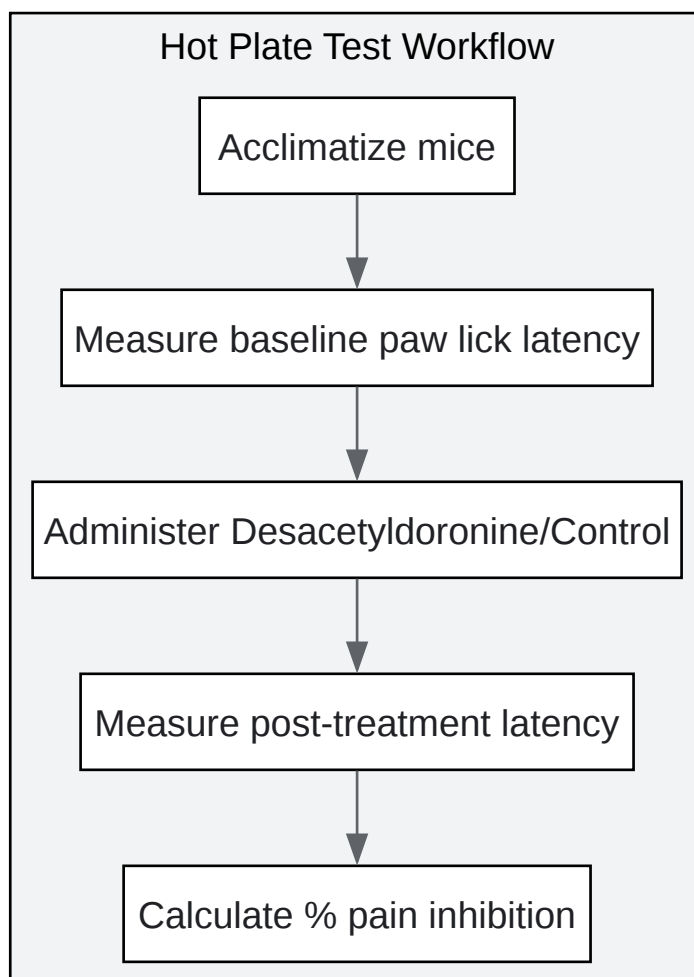 Hot Plate Test Workflow
Acclimatize mice
Measure baseline paw lick latency
Administer Desacetyldoronine/Control
Measure post-treatment latency
Calculate % pain inhibition